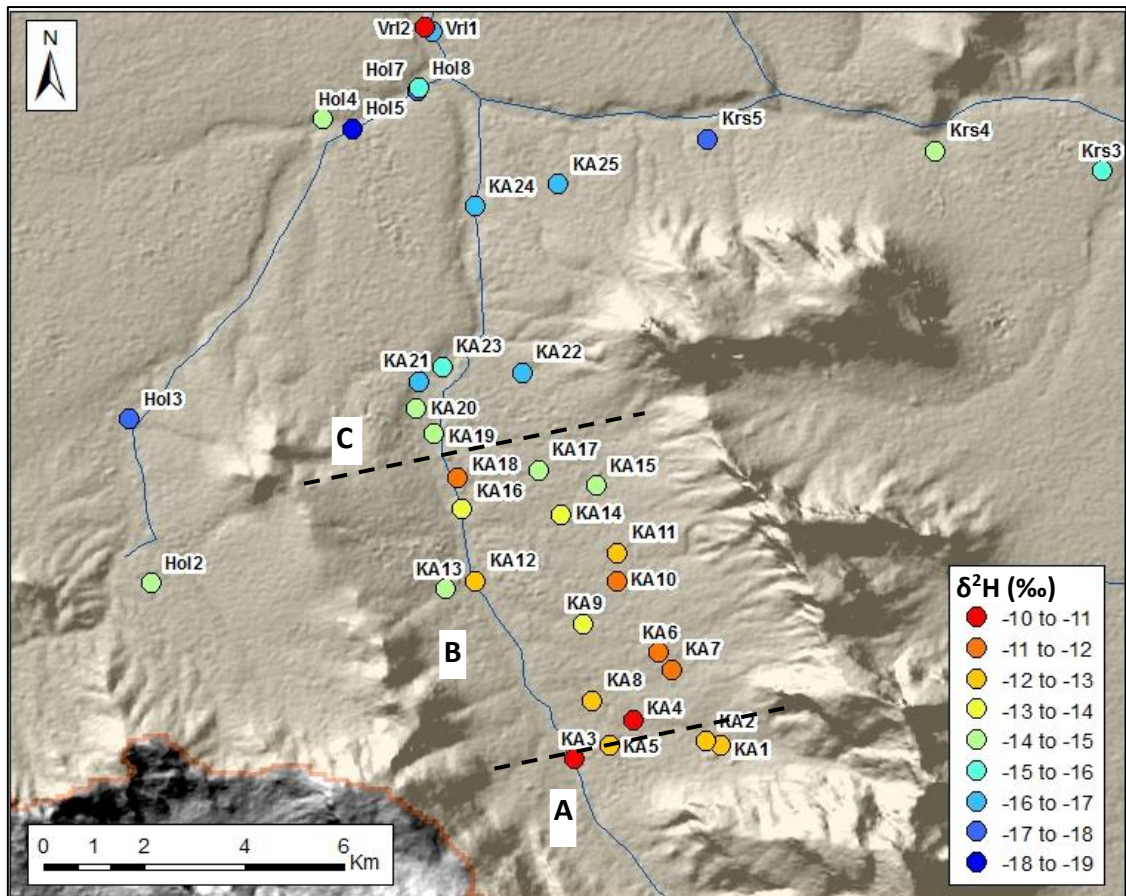 N
Vrl2
Vrl1
Hol7
Hol8
Hol4
Hol5
Krs5
Krs4
Krs3
KA25
KA24
KA23
KA22
KA21
KA20
Hol3
C
KA19
KA17
KA18
KA15
KA16
KA14
KA11
KA12
KA10
Hol2
KA13
KA9
B
KA6
KA7
KA8
KA4
KA2
KA3
KA5
KA1
A
δ²H (‰)
-10 to -11
-11 to -12
-12 to -13
-13 to -14
-14 to -15
-15 to -16
-16 to -17
-17 to -18
-18 to -19
0 1 2 4 6
Km